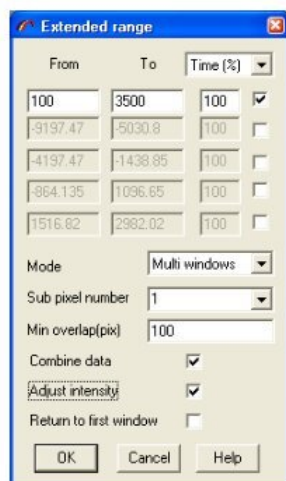 Extended range
From To Time (%)
100 3500 100
-9197.47 -5030.8 100
-4197.47 -1438.85 100
-864.135 1096.65 100
1516.82 2982.02 100
Mode Multi windows
Sub pixel number 1
Min overlap(pix) 100
Combine data
Adjust intensity
Return to first window
OK Cancel Help